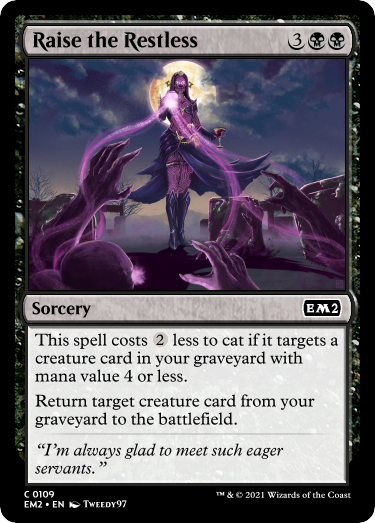 Raise the Restless 3
Sorcery EM2
This spell costs 2 less to cat if it targets a
creature card in your graveyard with
mana value 4 or less.
Return target creature card from your
graveyard to the battlefield.
“I’m always glad to meet such eager
servants.”
C 0109
EM2 • EN Tweedy97
™ & © 2021 Wizards of the Coast